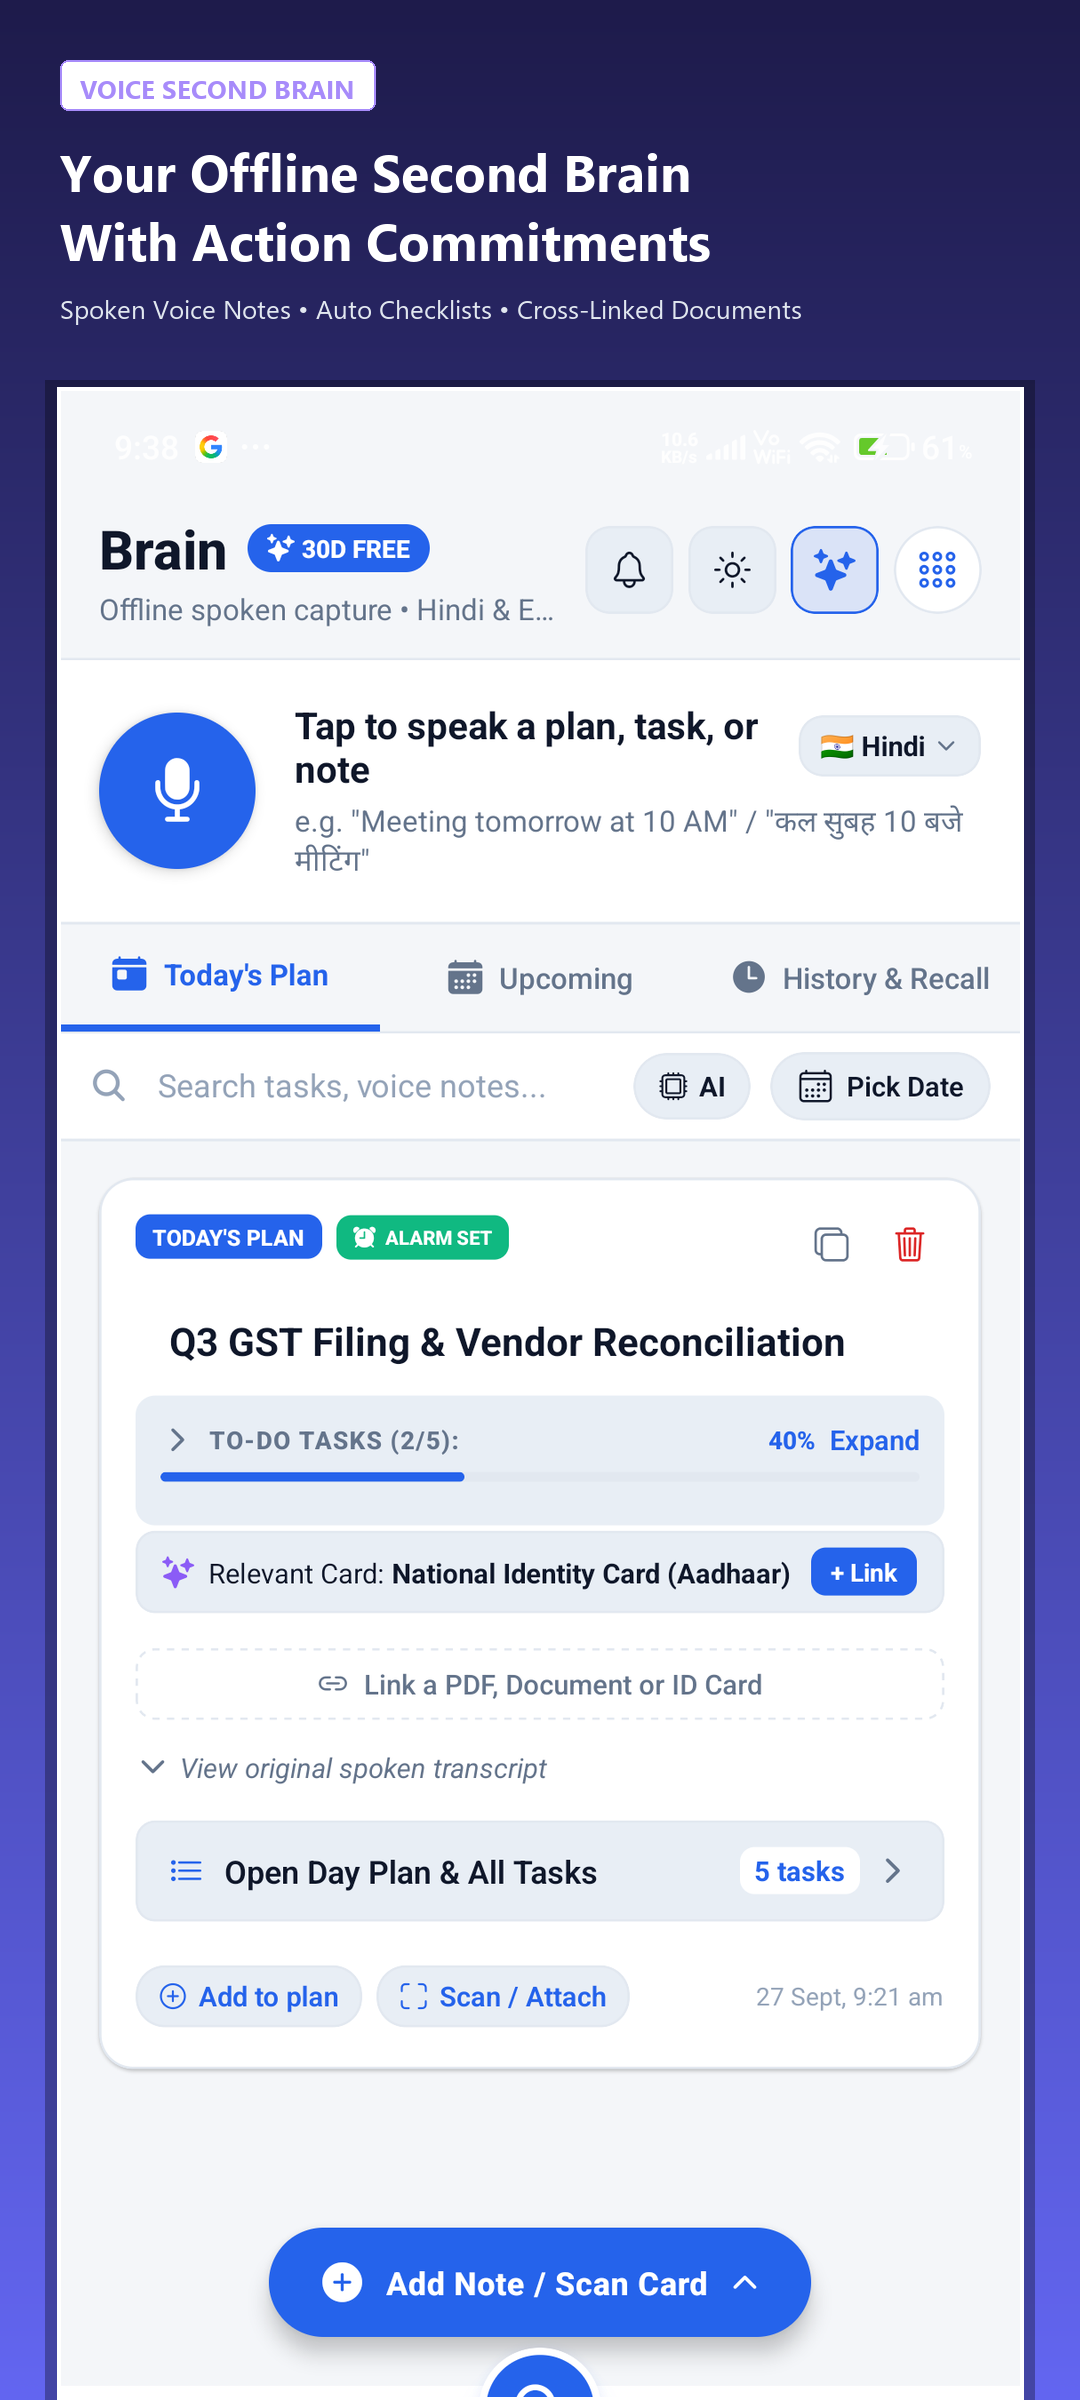 VOICE SECOND BRAIN
Your Offline Second Brain
With Action Commitments
Spoken Voice Notes • Auto Checklists • Cross-Linked Documents
9:38
10.6 KB/s Vo WiFi 61%
Brain
30D FREE
Offline spoken capture • Hindi & E...
Tap to speak a plan, task, or
note
Hindi
e.g. "Meeting tomorrow at 10 AM" / "कल सुबह 10 बजे
मीटिंग"
Today's Plan
Upcoming
History & Recall
Search tasks, voice notes...
AI
Pick Date
TODAY'S PLAN
ALARM SET
Q3 GST Filing & Vendor Reconciliation
TO-DO TASKS (2/5):
40% Expand
Relevant Card: National Identity Card (Aadhaar)
+ Link
Link a PDF, Document or ID Card
View original spoken transcript
Open Day Plan & All Tasks
5 tasks
Add to plan
Scan / Attach
27 Sept, 9:21 am
Add Note / Scan Card